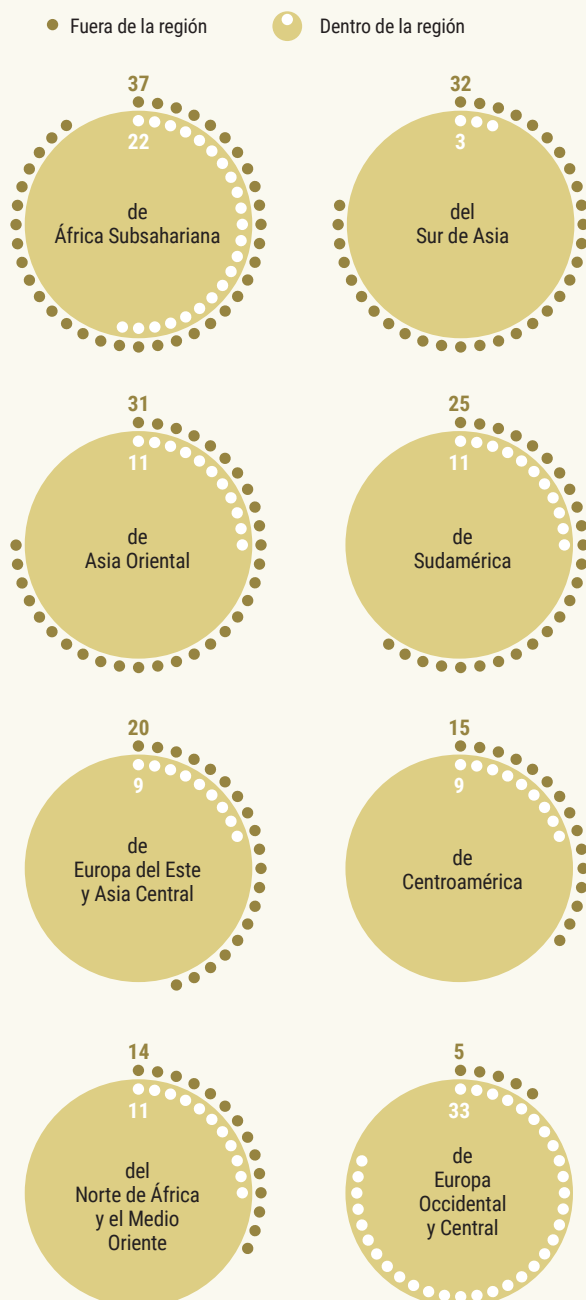 Fuera de la región
Dentro de la región
37
22
de
África Subsahariana
32
3
del
Sur de Asia
31
11
de
Asia Oriental
25
11
de
Sudamérica
20
9
de
Europa del Este
y Asia Central
15
9
de
Centroamérica
14
11
del
Norte de África
y el Medio
Oriente
5
33
de
Europa
Occidental
y Central